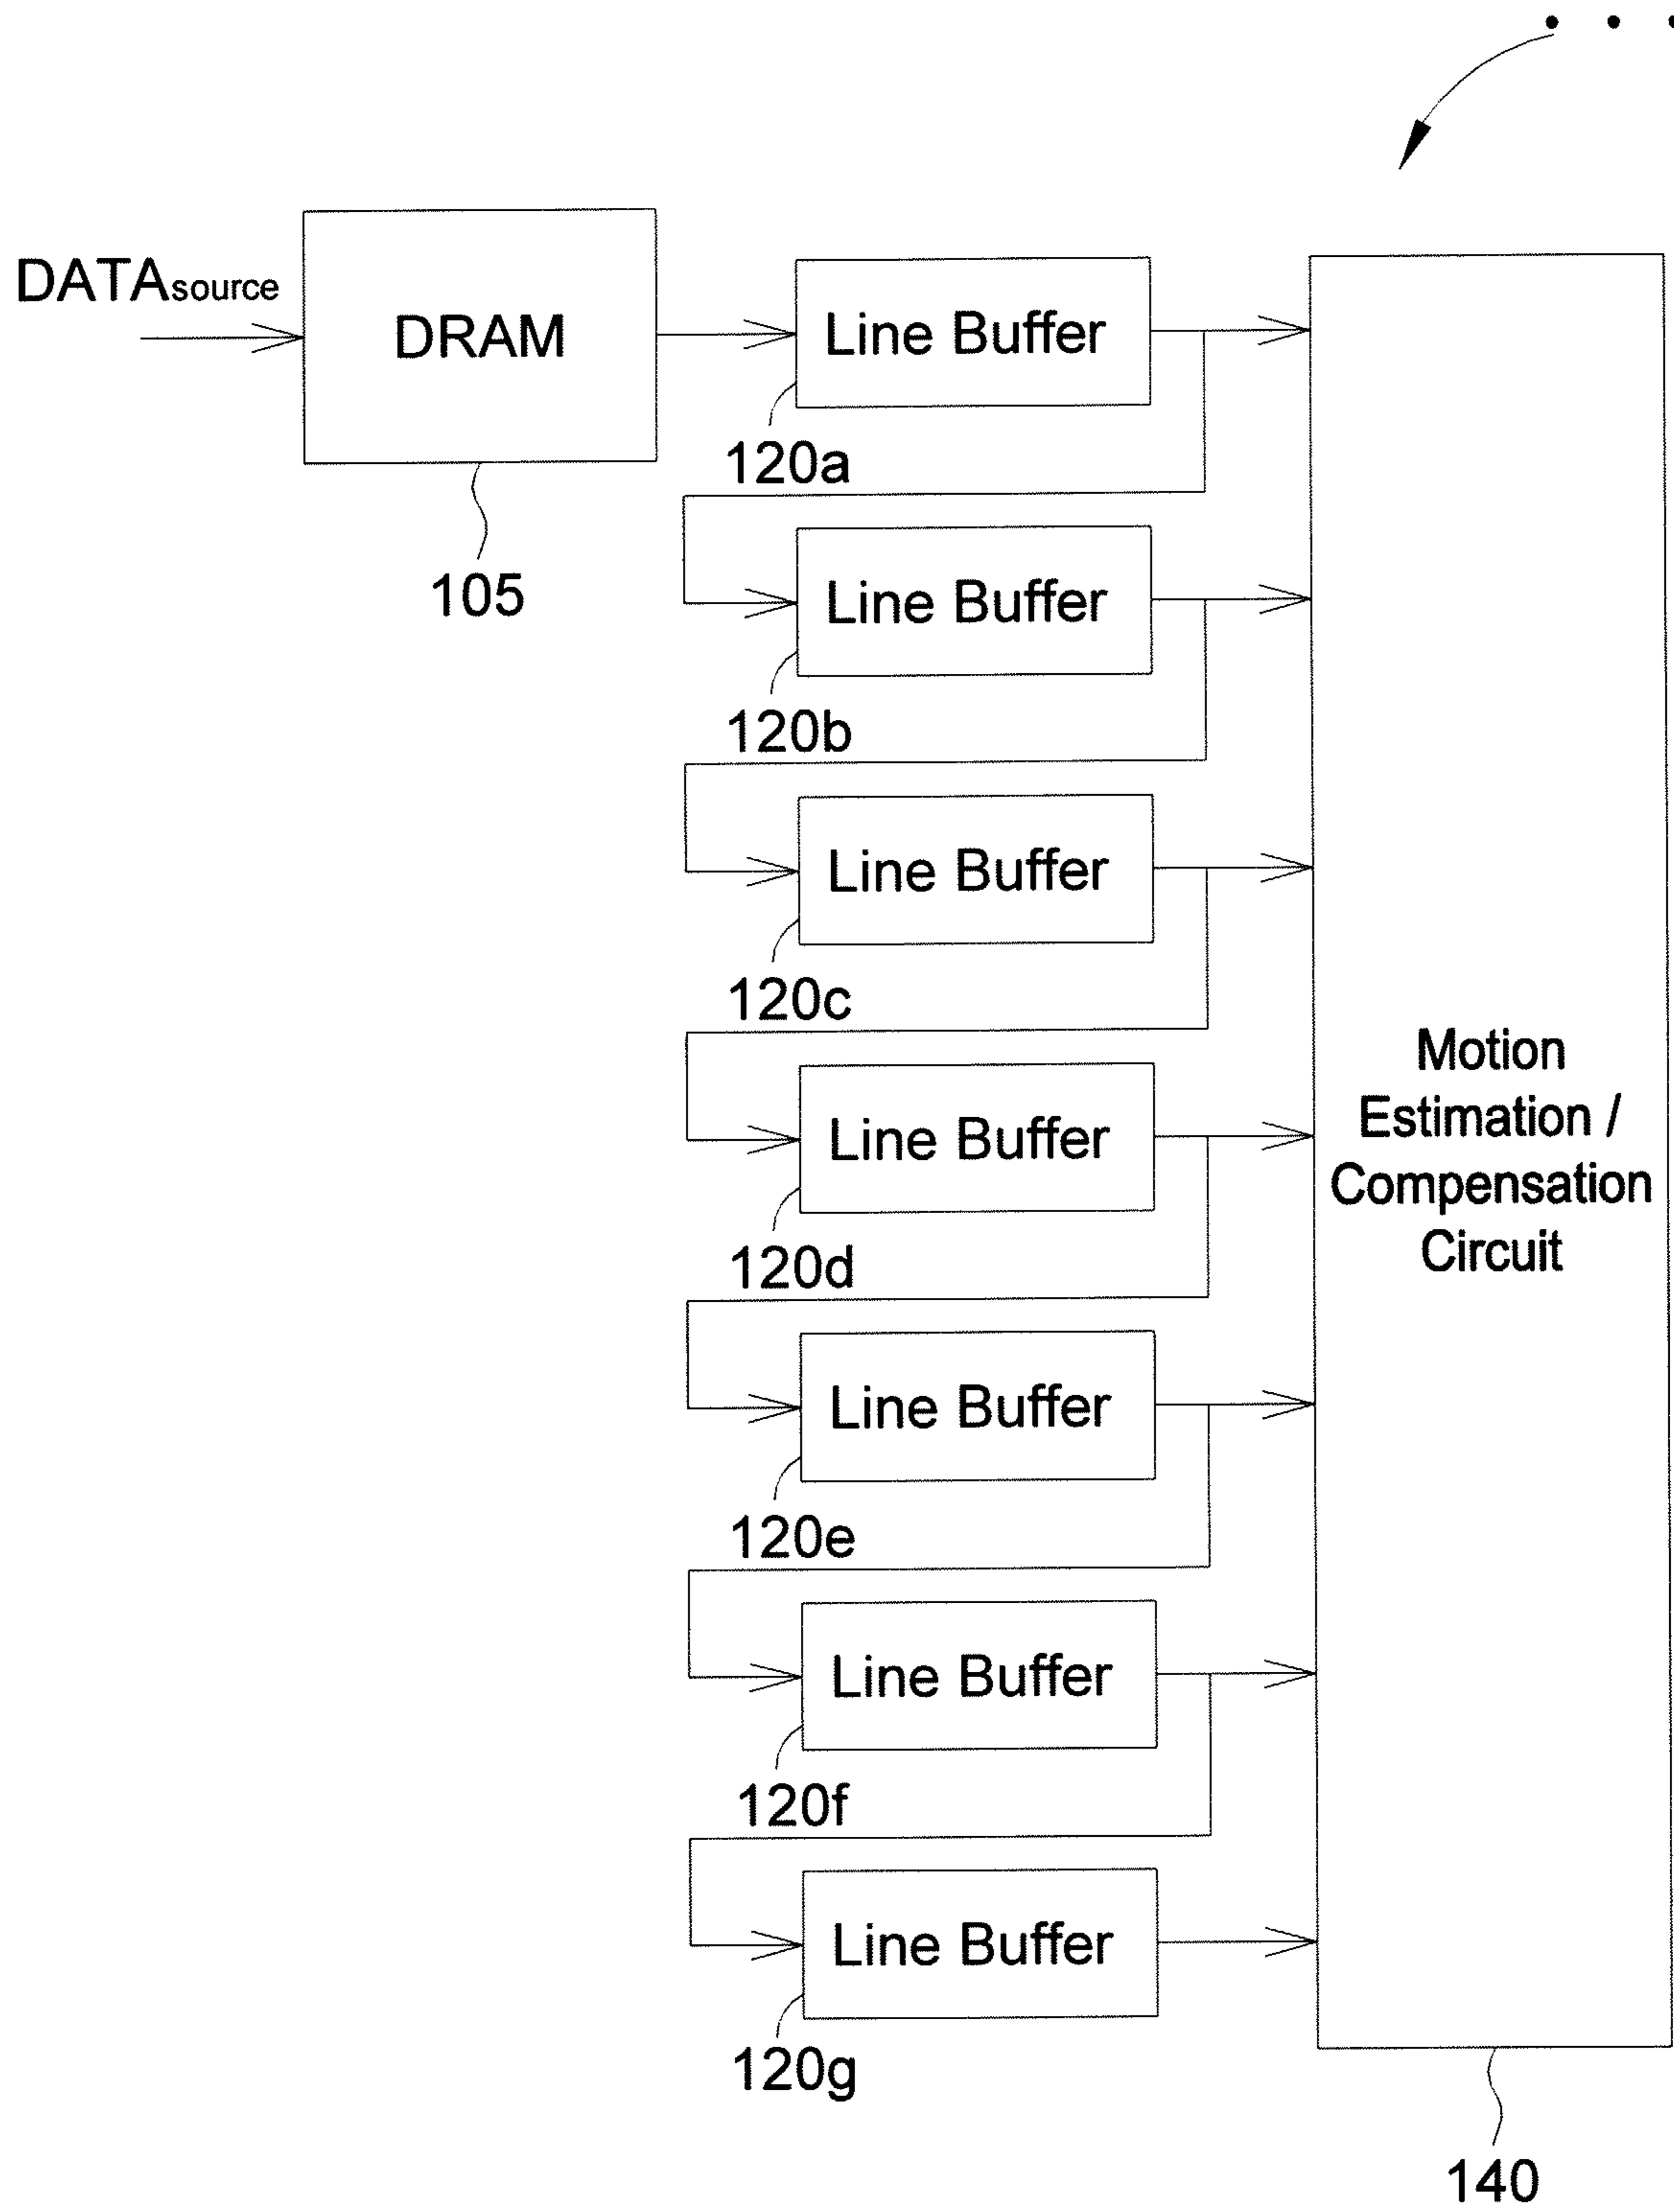 DATAsource
DRAM
105
Line Buffer
120a
Line Buffer
120b
Line Buffer
120c
Line Buffer
120d
Line Buffer
120e
Line Buffer
120f
Line Buffer
120g
Motion
Estimation /
Compensation
Circuit
140